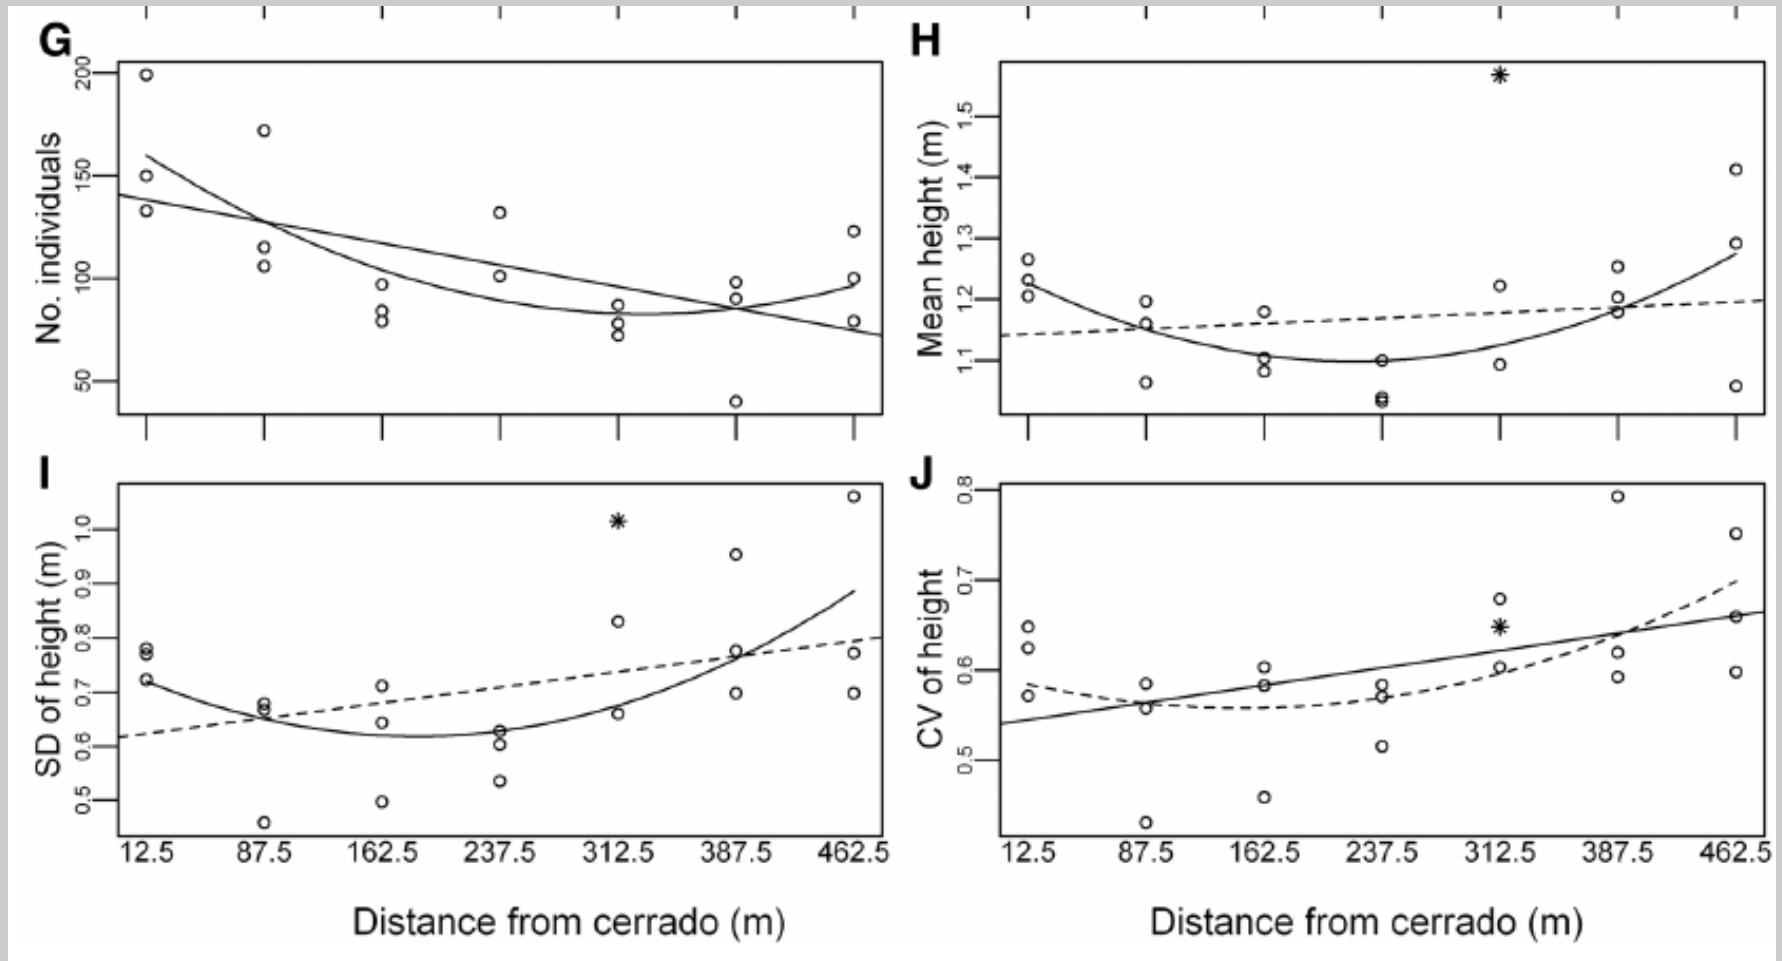 G
No. individuals
200
150
100
50
H
Mean height (m)
1.5
1.4
1.3
1.2
1.1
I
SD of height (m)
1.0
0.9
0.8
0.7
0.6
0.5
12.5 87.5 162.5 237.5 312.5 387.5 462.5
Distance from cerrado (m)
J
CV of height
0.8
0.7
0.6
0.5
12.5 87.5 162.5 237.5 312.5 387.5 462.5
Distance from cerrado (m)